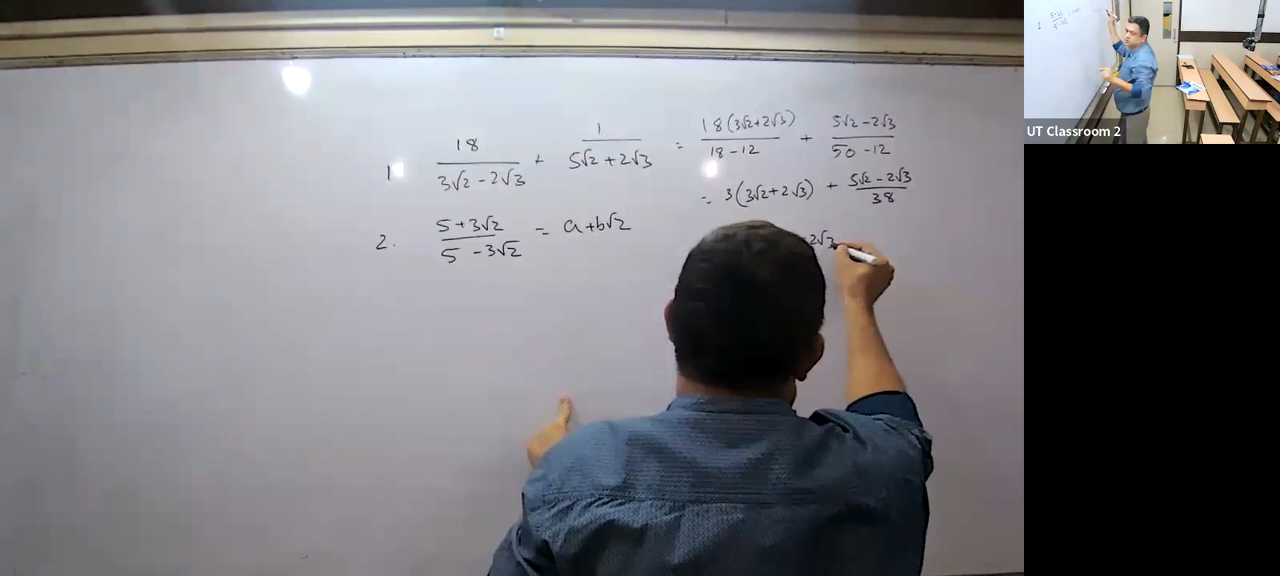 1. 18/(3√2 - 2√3) + 1/(5√2 + 2√3) = 18(3√2+2√3)/(18-12) + (5√2-2√3)/(50-12)
= 3(3√2+2√3) + (5√2-2√3)/38
2√3
2. (5+3√2)/(5-3√2) = a+b√2
UT Classroom 2